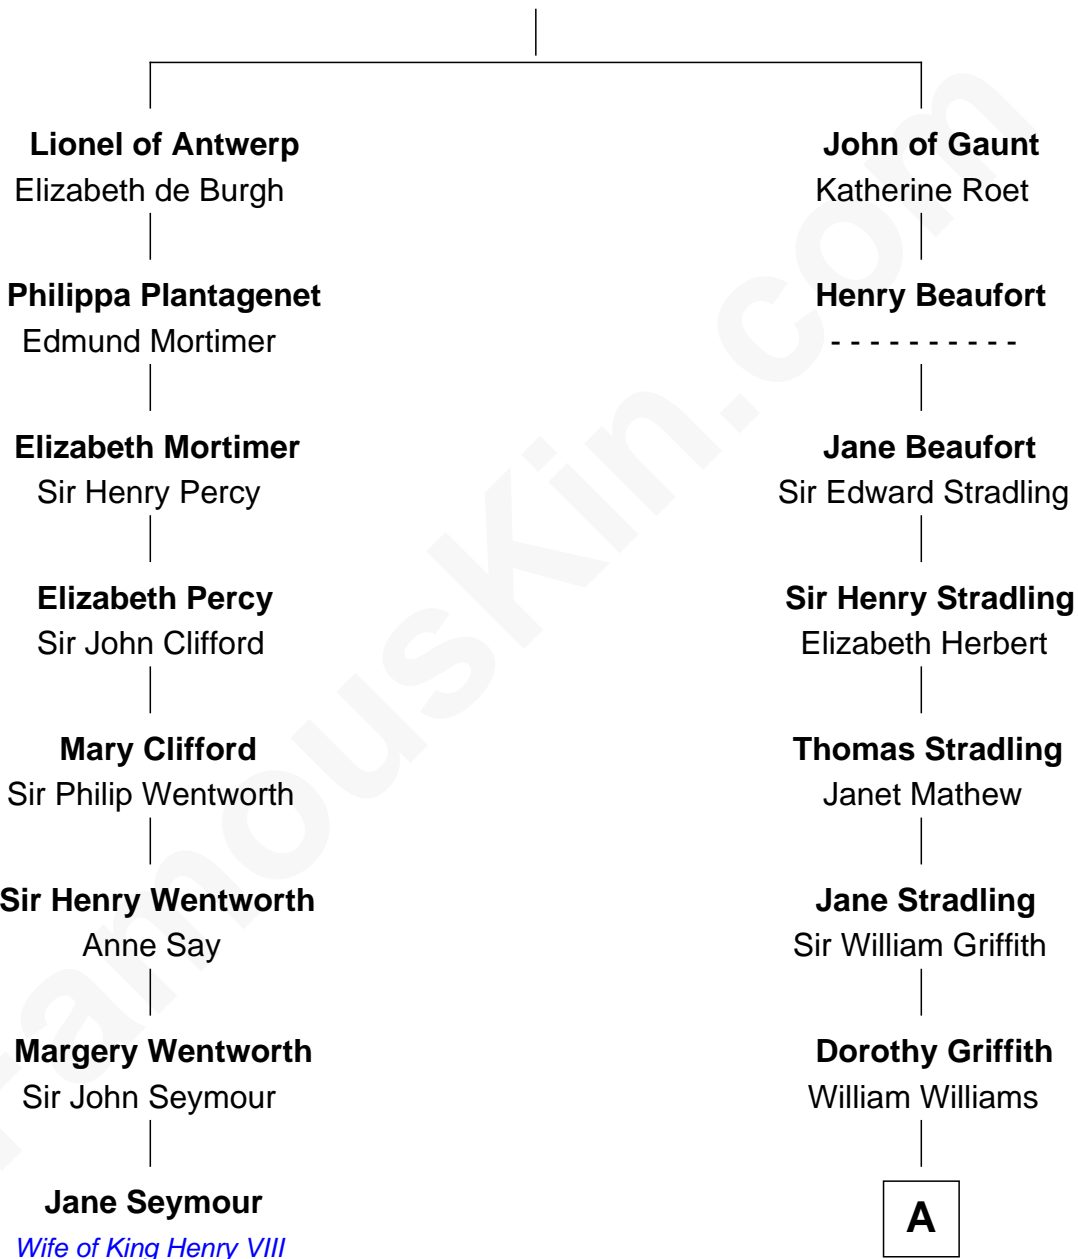 Lionel of Antwerp
Elizabeth de Burgh
Philippa Plantagenet
Edmund Mortimer
Elizabeth Mortimer
Sir Henry Percy
Elizabeth Percy
Sir John Clifford
Mary Clifford
Sir Philip Wentworth
Sir Henry Wentworth
Anne Say
Margery Wentworth
Sir John Seymour
Jane Seymour
Wife of King Henry VIII
John of Gaunt
Katherine Roet
Henry Beaufort
- - - - - - - - - -
Jane Beaufort
Sir Edward Stradling
Sir Henry Stradling
Elizabeth Herbert
Thomas Stradling
Janet Mathew
Jane Stradling
Sir William Griffith
Dorothy Griffith
William Williams
A
FamousKin.com